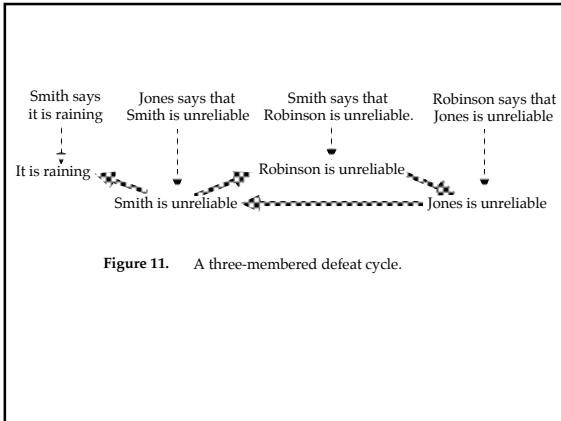 Smith says
it is raining
Jones says that
Smith is unreliable
Smith says that
Robinson is unreliable.
Robinson says that
Jones is unreliable
It is raining
Robinson is unreliable
Smith is unreliable
Jones is unreliable
Figure 11. A three-membered defeat cycle.